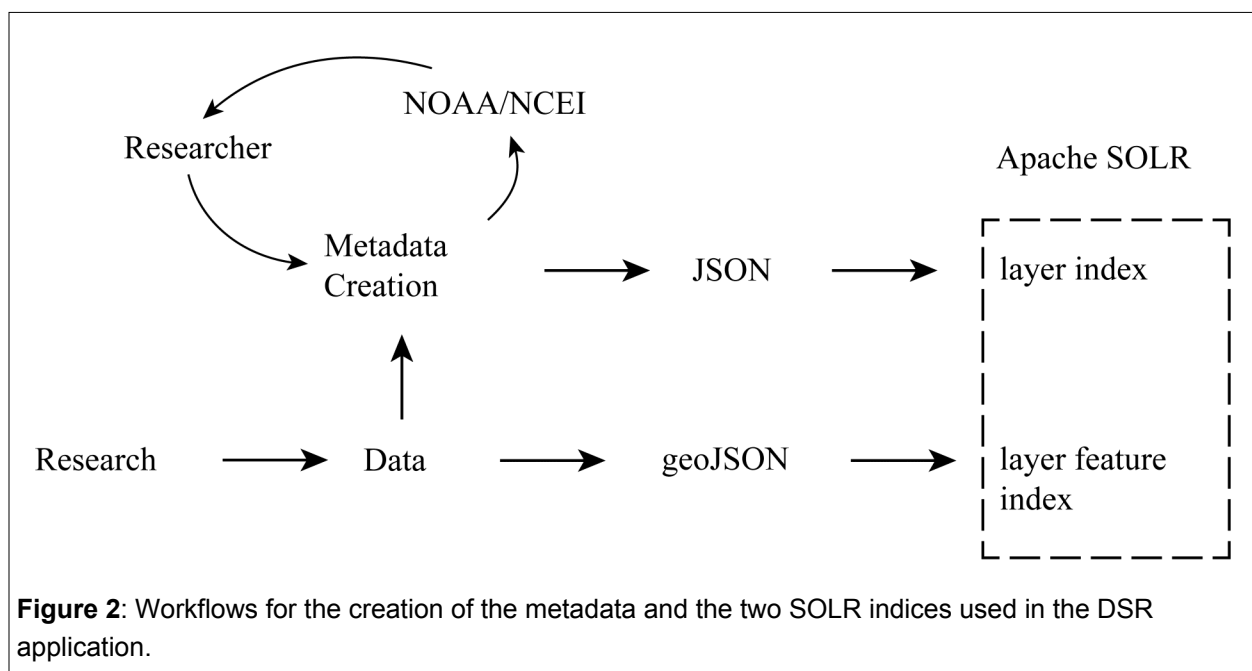 NOAA/NCEI
Researcher
Apache SOLR
Metadata
Creation
JSON
layer index
Research
Data
geoJSON
layer feature
index
Figure 2: Workflows for the creation of the metadata and the two SOLR indices used in the DSR
application.